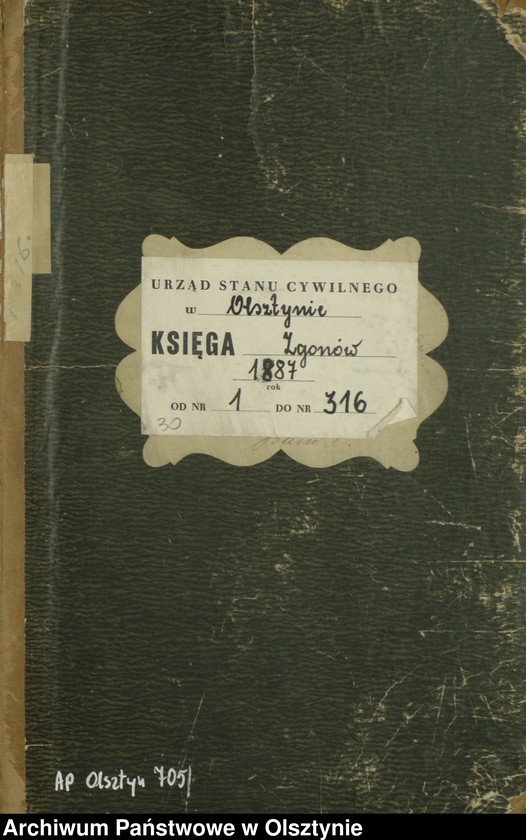 URZĄD STANU CYWILNEGO
w Olsztynie
KSIĘGA Zgonów
1887
rok
OD NR 1 DO NR 316
30
AP Olsztyn 705/
Archiwum Państwowe w Olsztynie